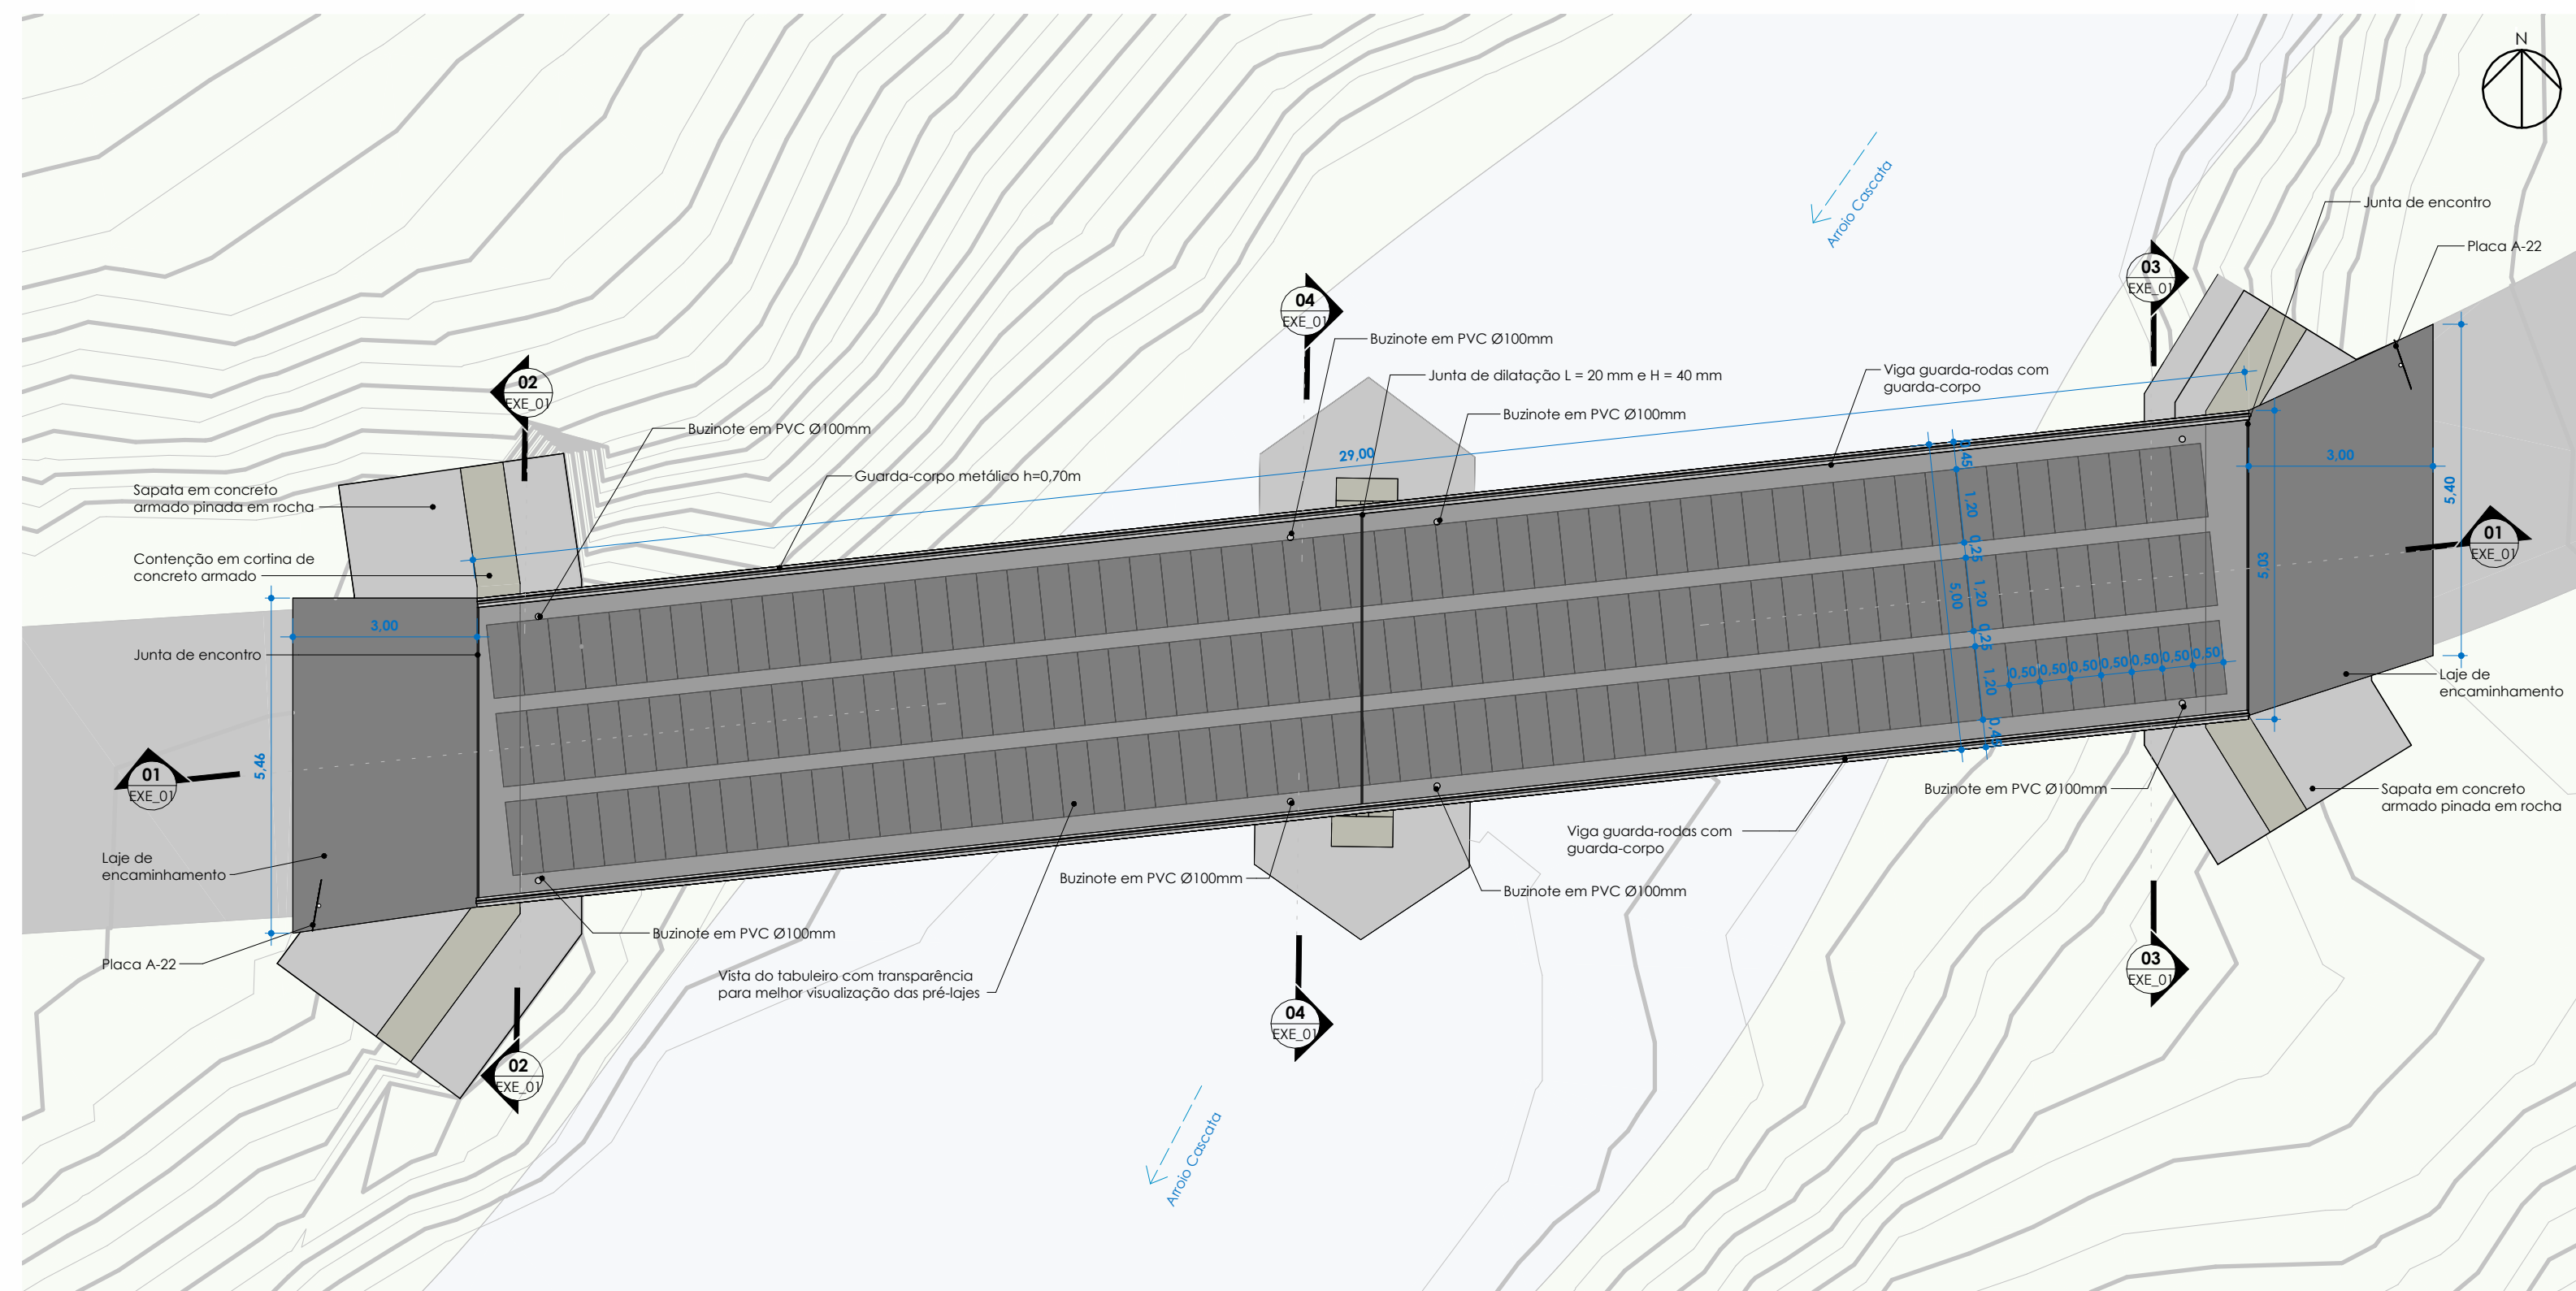 N
Junta de encontro
Placa A-22
Arroio Cascata
03
EXE_01
04
EXE_01
Buzinote em PVC Ø100mm
Junta de dilatação L = 20 mm e H = 40 mm
Viga guarda-rodas com
guarda-corpo
02
EXE_01
Buzinote em PVC Ø100mm
Buzinote em PVC Ø100mm
29,00
Guarda-corpo metálico h=0,70m
Sapata em concreto
armado pinada em rocha
Contenção em cortina de
concreto armado
3,00
Junta de encontro
5,46
01
EXE_01
Laje de
encaminhamento
Placa A-22
0,45
1,20
0,25
1,20
0,25
1,20
0,45
5,00
0,50
0,50
0,50
0,50
0,50
0,50
0,50
5,03
3,00
5,40
01
EXE_01
Laje de
encaminhamento
Buzinote em PVC Ø100mm
Sapata em concreto
armado pinada em rocha
Viga guarda-rodas com
guarda-corpo
Buzinote em PVC Ø100mm
Buzinote em PVC Ø100mm
Buzinote em PVC Ø100mm
Vista do tabuleiro com transparência
para melhor visualização das pré-lajes
03
EXE_01
04
EXE_01
02
EXE_01
Arroio Cascata